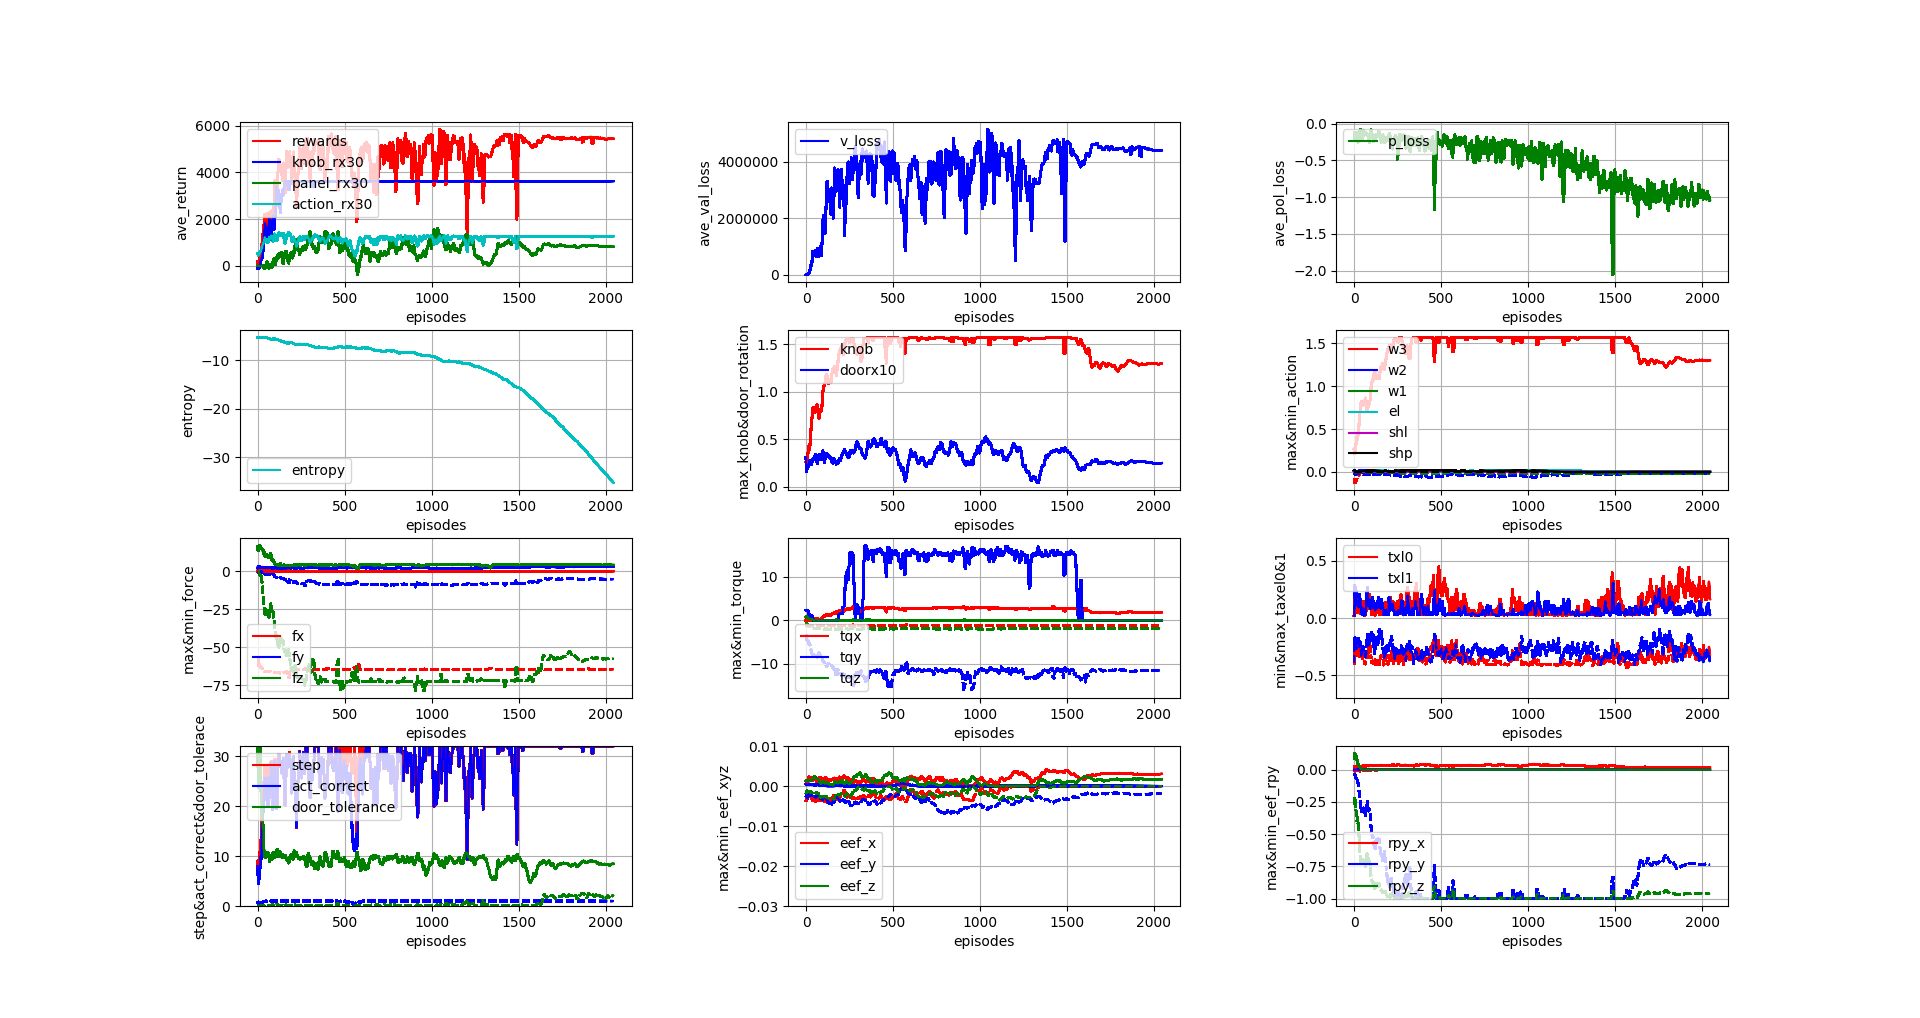 6000
4000
2000
0
ave_return
rewards
knob_rx30
panel_rx30
action_rx30
0
500
1000
1500
2000
episodes
4000000
2000000
0
ave_val_loss
v_loss
0
500
1000
1500
2000
episodes
0.0
−0.5
−1.0
−1.5
−2.0
ave_pol_loss
p_loss
0
500
1000
1500
2000
episodes
−10
−20
−30
entropy
entropy
0
500
1000
1500
2000
episodes
1.5
1.0
0.5
0.0
max_knob&door_rotation
knob
doorx10
0
500
1000
1500
2000
episodes
1.5
1.0
0.5
0.0
max&min_action
w3
w2
w1
el
shl
shp
0
500
1000
1500
2000
episodes
0
−25
−50
−75
max&min_force
fx
fy
fz
0
500
1000
1500
2000
episodes
10
0
−10
max&min_torque
tqx
tqy
tqz
0
500
1000
1500
2000
episodes
0.5
0.0
−0.5
min&max_taxel0&1
txl0
txl1
0
500
1000
1500
2000
episodes
30
20
10
0
step&act_correct&door_tolerace
step
act_correct
door_tolerance
0
500
1000
1500
2000
episodes
0.01
0.00
−0.01
−0.02
−0.03
max&min_eef_xyz
eef_x
eef_y
eef_z
0
500
1000
1500
2000
episodes
0.00
−0.25
−0.50
−0.75
−1.00
max&min_eef_rpy
rpy_x
rpy_y
rpy_z
0
500
1000
1500
2000
episodes